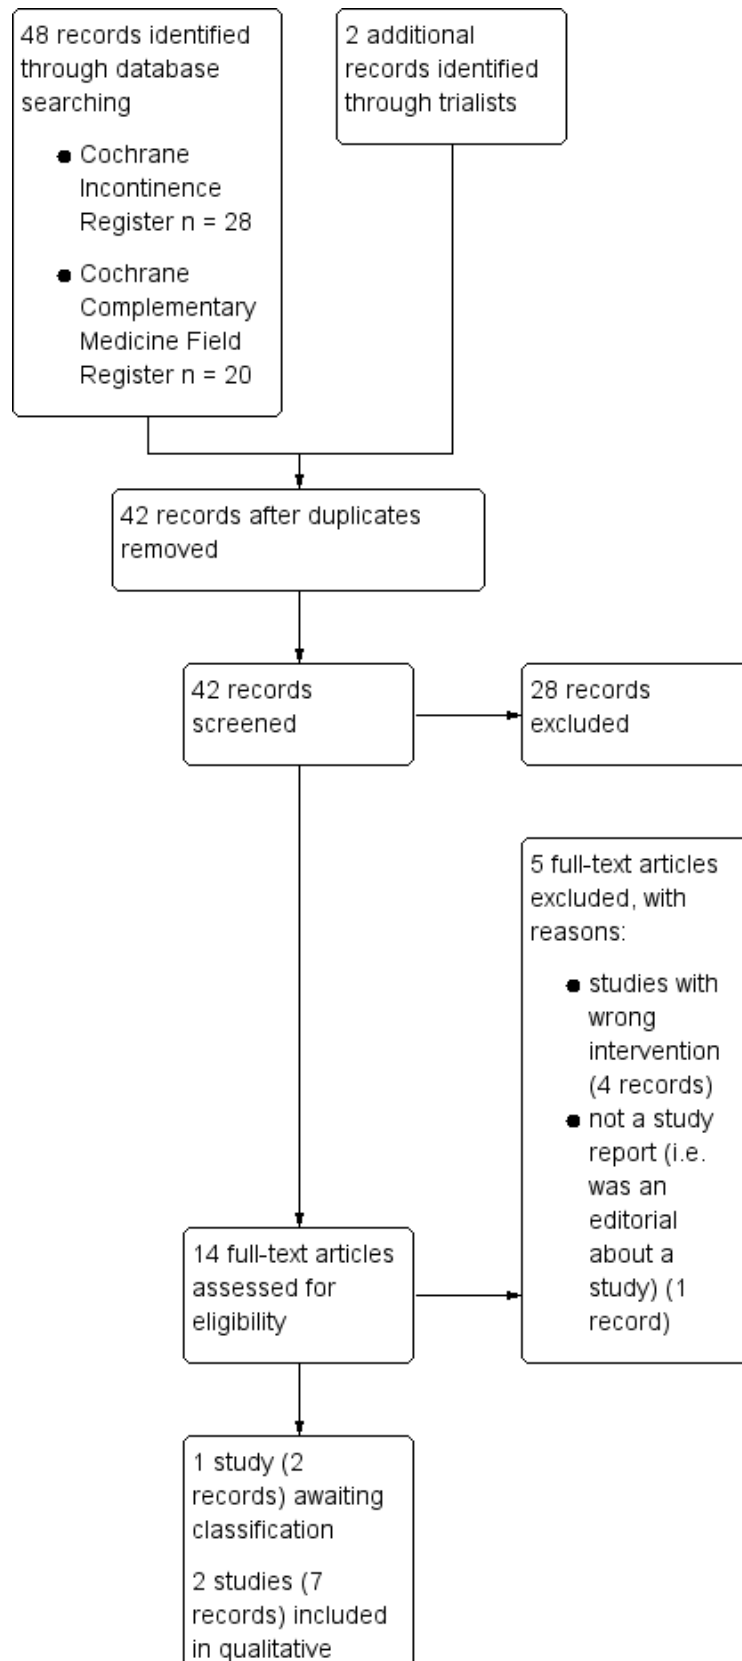 48 records identified
through database
searching
● Cochrane
Incontinence
Register n = 28
● Cochrane
Complementary
Medicine Field
Register n = 20
2 additional
records identified
through trialists
42 records after duplicates
removed
42 records
screened
28 records
excluded
5 full-text articles
excluded, with
reasons:
● studies with
wrong
intervention
(4 records)
● not a study
report (i.e.
was an
editorial
about a
study) (1
record)
14 full-text articles
assessed for
eligibility
1 study (2
records) awaiting
classification
2 studies (7
records) included
in qualitative